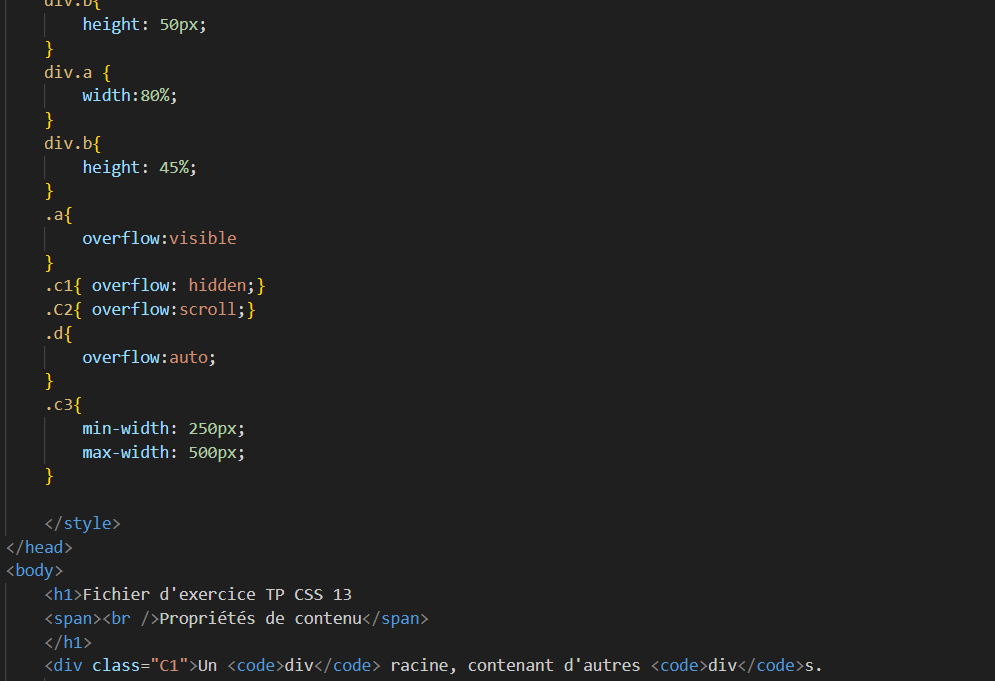 div.b{
height: 50px;
}
div.a {
width:80%;
}
div.b{
height: 45%;
}
.a{
overflow:visible
}
.c1{ overflow: hidden;}
.C2{ overflow:scroll;}
.d{
overflow:auto;
}
.c3{
min-width: 250px;
max-width: 500px;
}
</style>
</head>
<body>
<h1>Fichier d'exercice TP CSS 13
<span><br />Propriétés de contenu</span>
</h1>
<div class="C1">Un <code>div</code> racine, contenant d'autres <code>div</code>s.